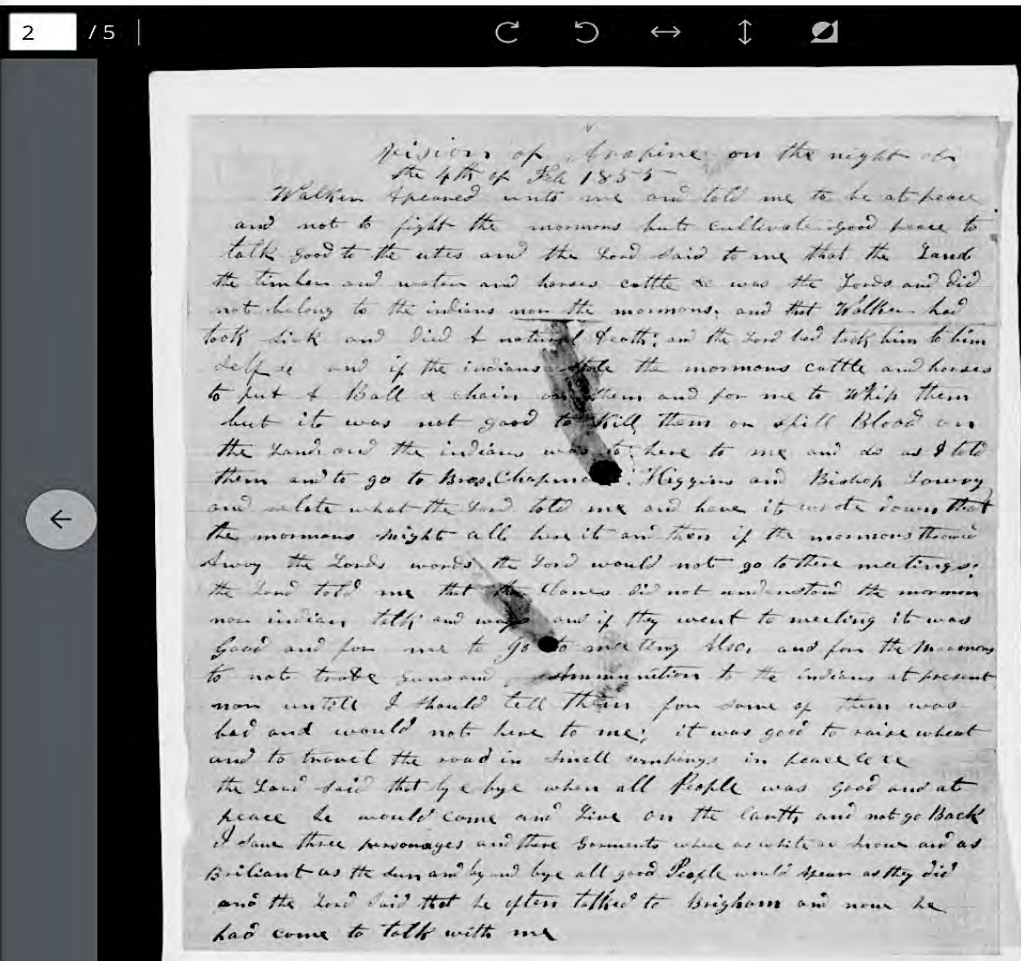 2 / 5
Vision of Arapine on the night of
the 4th of Feb 1855
Walker Apeared unto me and told me to be at peace
and not to fight the mormons but cultivate good peace to
talk good to the utes and the Lord said to me that the Land
the timber and water and horses cattle &c was the Lords and did
not belong to the indians nor the mormons; and that Walker had
took sick and died A natural Death; and the Lord had took him to him
self &c and if the indians stole the mormons cattle and horses
to put A Ball & chain on them and for me to Whip them
but it was not good to Kill them or spill Blood on
the Land and the indians was to here to me and do as I told
them and to go to Bros. Chapman Higgins and Bishop Lowry
and relate what the Lord told me and have it wrote down that
the mormons might all here it and then if the mormons throwed
Away the Lords words the Lord would not go to there meetings;
the Lord told me that the did not understand the mormon
nor indian talk and ways and if they went to meeting it was
Good and for me to go to meeting Also, and for the Mormons
to not trade guns and Ammunition to the indians at present
nor untill I should tell them for some of them was
bad and would not here to me; it was good to raise wheat
and to travel the road in small companys in peace &c &c
the Lord said that by & bye when all People was good and at
peace he would come and Live on the Earth and not go Back
I saw three personages and there Garments where as white as snow and as
Briliant as the sun and by and bye all good People would Apear as they did
and the Lord said that he often talked to Brigham and now he
had come to talk with me